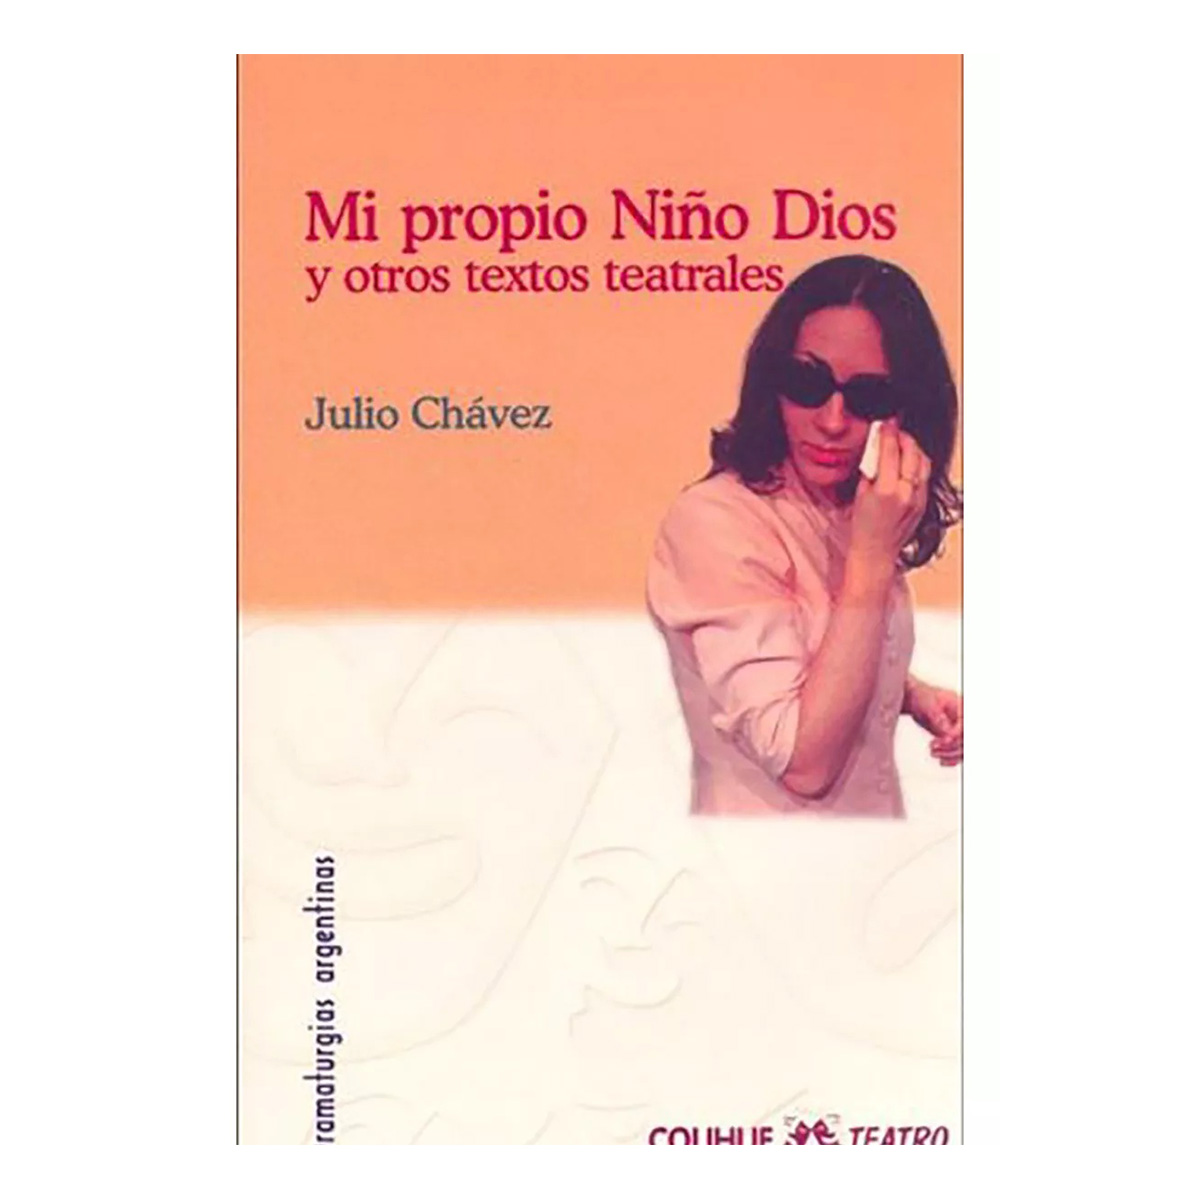 Mi propio Niño Dios
y otros textos teatrales
Julio Chávez
ramaturgias argentinas
COLIHUE TEATRO